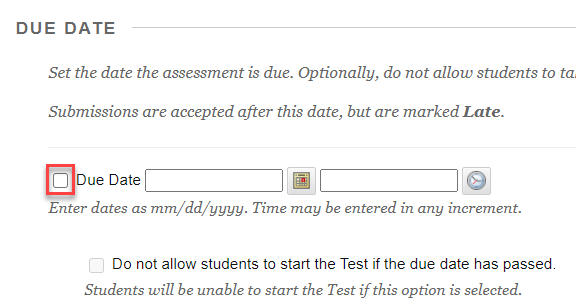 DUE DATE
Set the date the assessment is due. Optionally, do not allow students to
Submissions are accepted after this date, but are marked Late.
Due Date
Enter dates as mm/dd/yyyy. Time may be entered in any increment.
Do not allow students to start the Test if the due date has passed.
Students will be unable to start the Test if this option is selected.